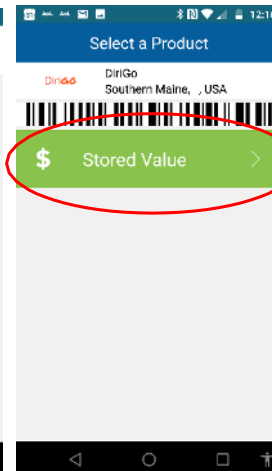 12:10
Select a Product
DiriGo
DiriGo
Southern Maine, , USA
$ Stored Value